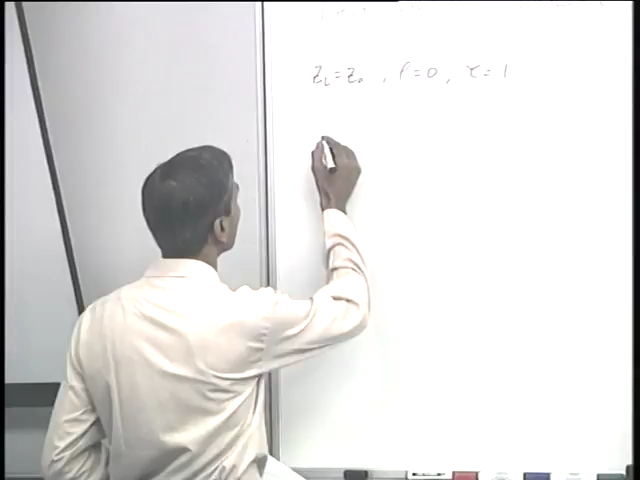 Z_L = Z_0 , Γ = 0 , τ = 1